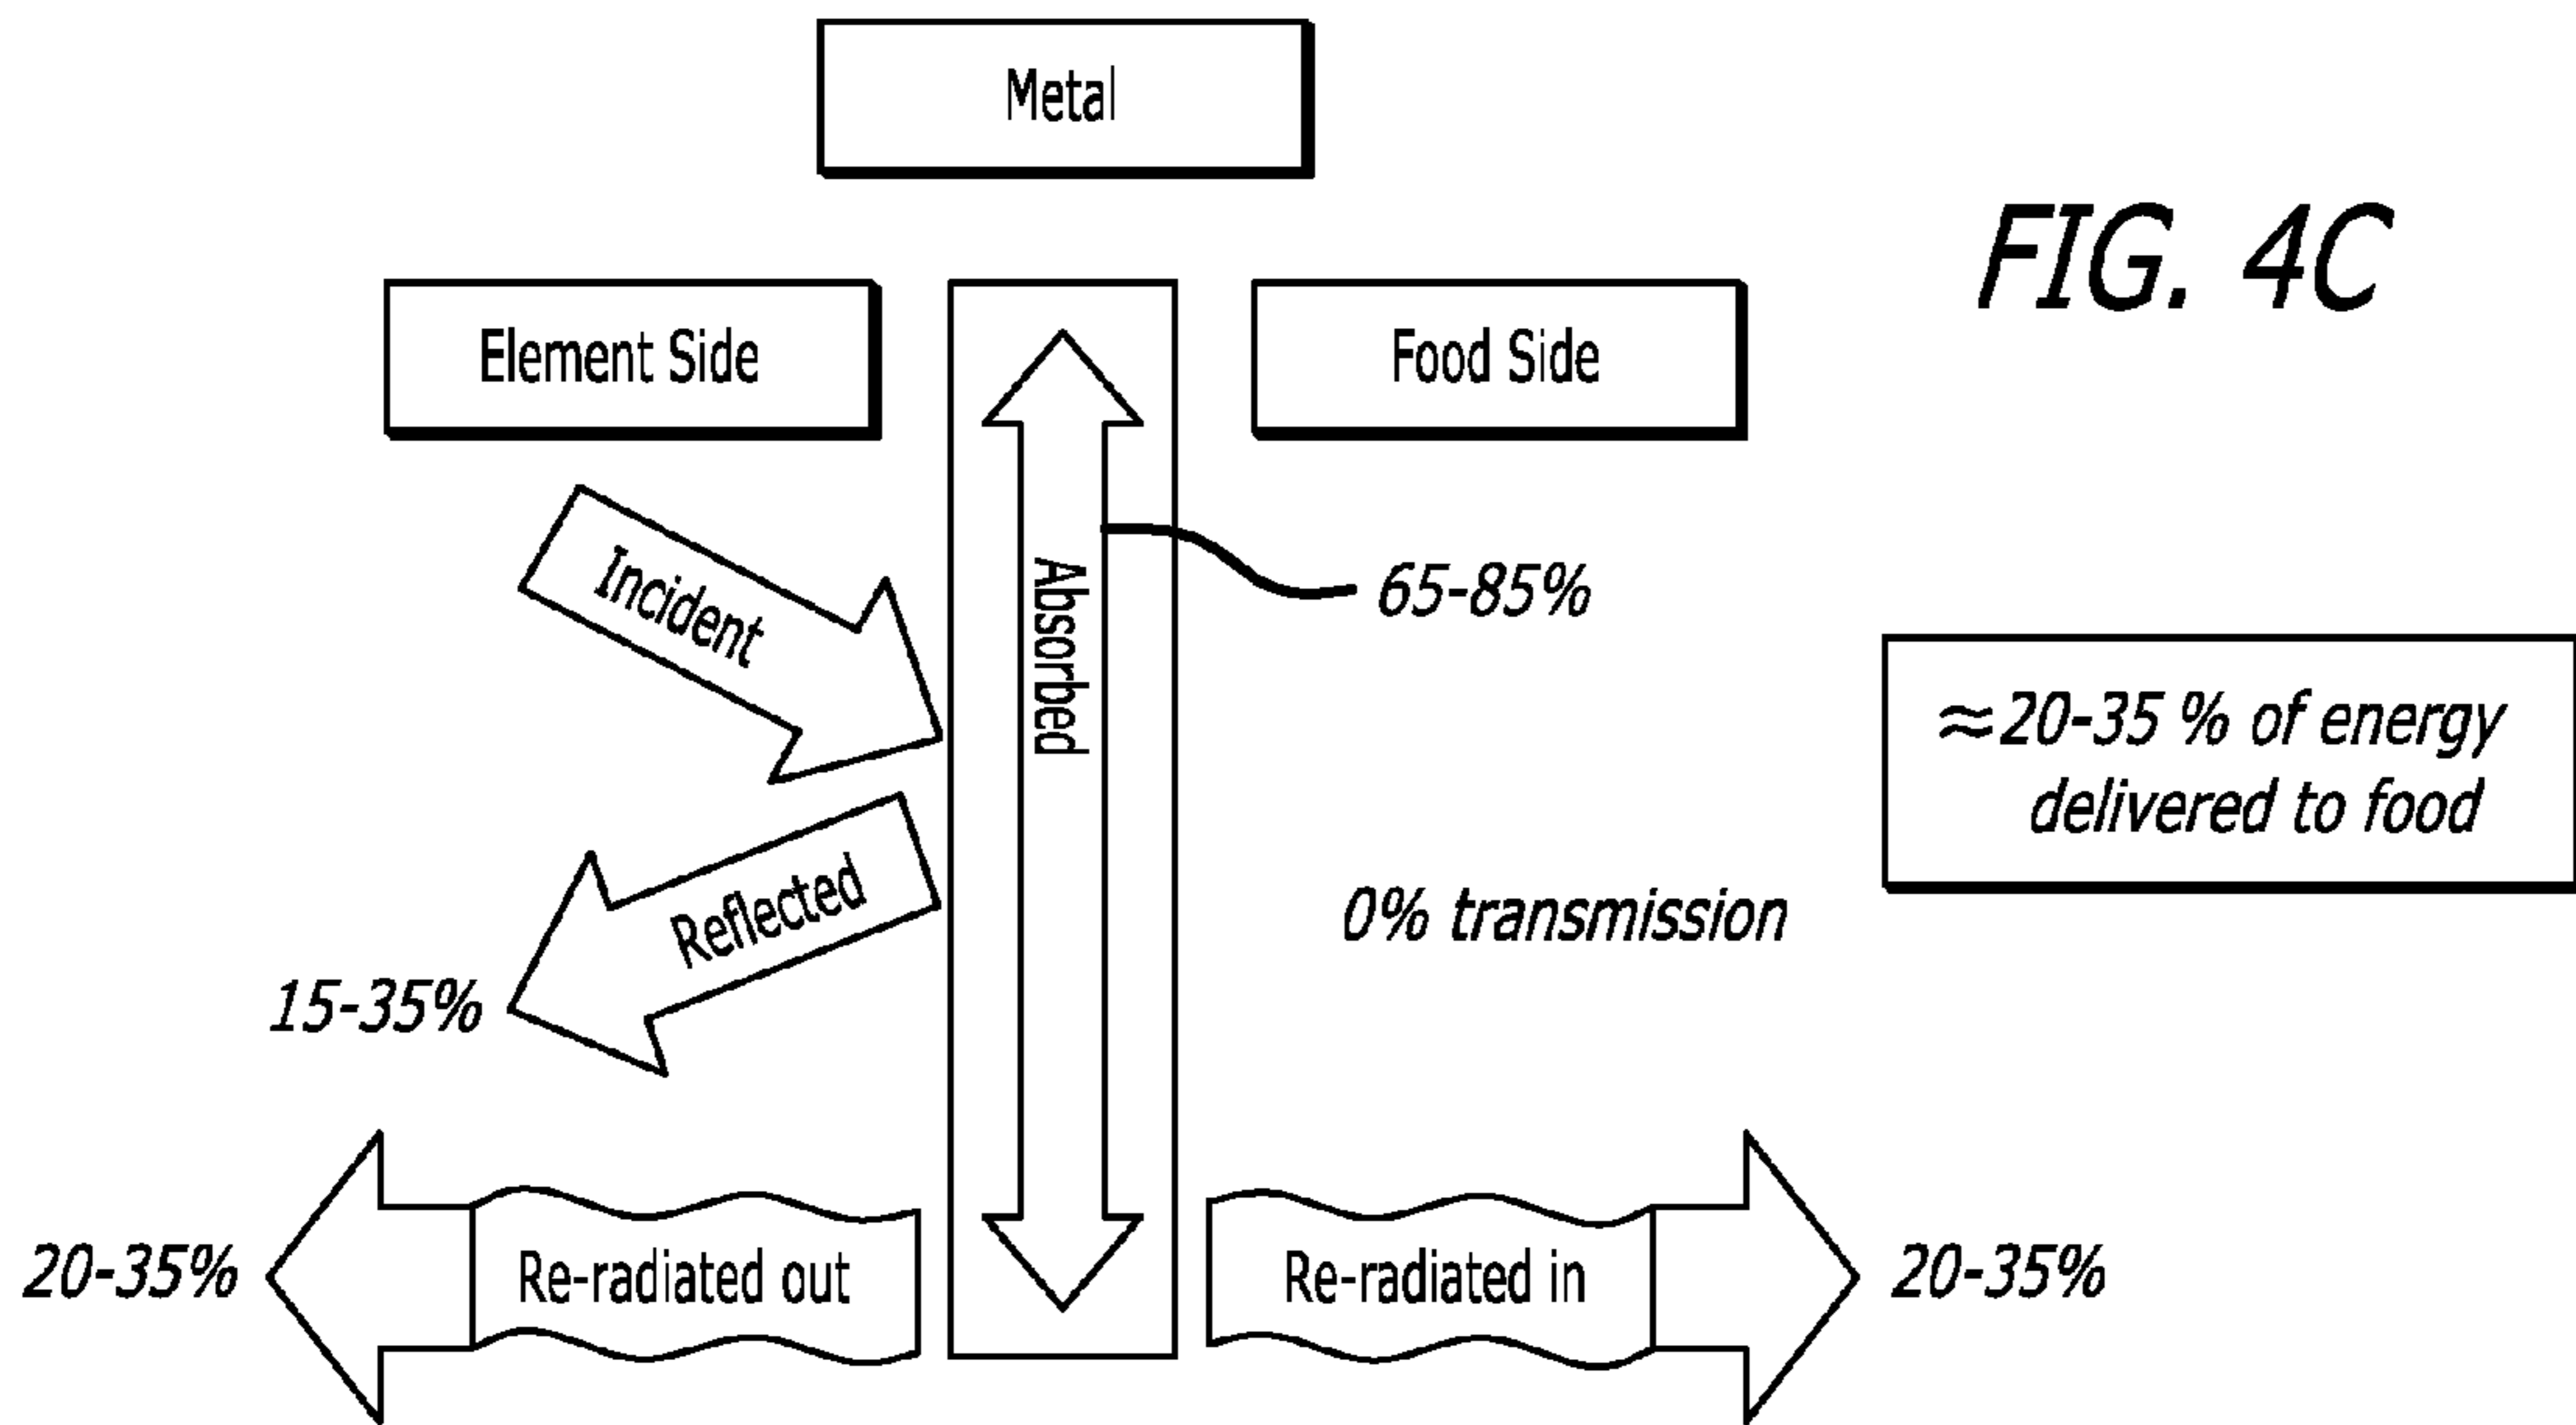 Metal
FIG. 4C
Element Side
Food Side
Incident
Absorbed
65-85%
≈20-35 % of energy
delivered to food
Reflected
0% transmission
15-35%
20-35%
Re-radiated out
Re-radiated in
20-35%